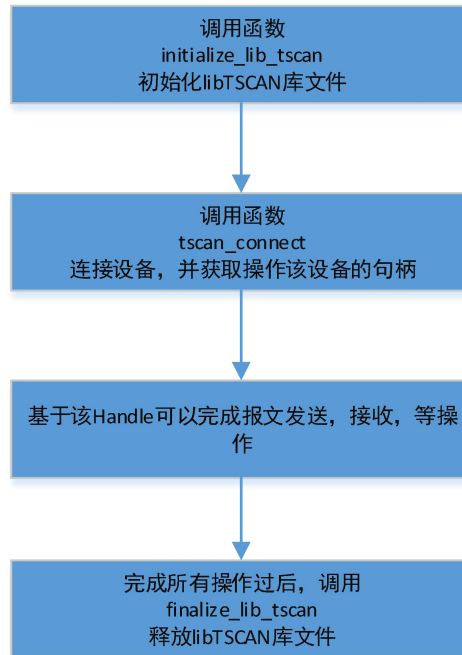 调用函数
initialize_lib_tscan
初始化libTSCAN库文件
调用函数
tscan_connect
连接设备，并获取操作该设备的句柄
基于该Handle可以完成报文发送，接收，等操
作
完成所有操作过后，调用
finalize_lib_tscan
释放libTSCAN库文件